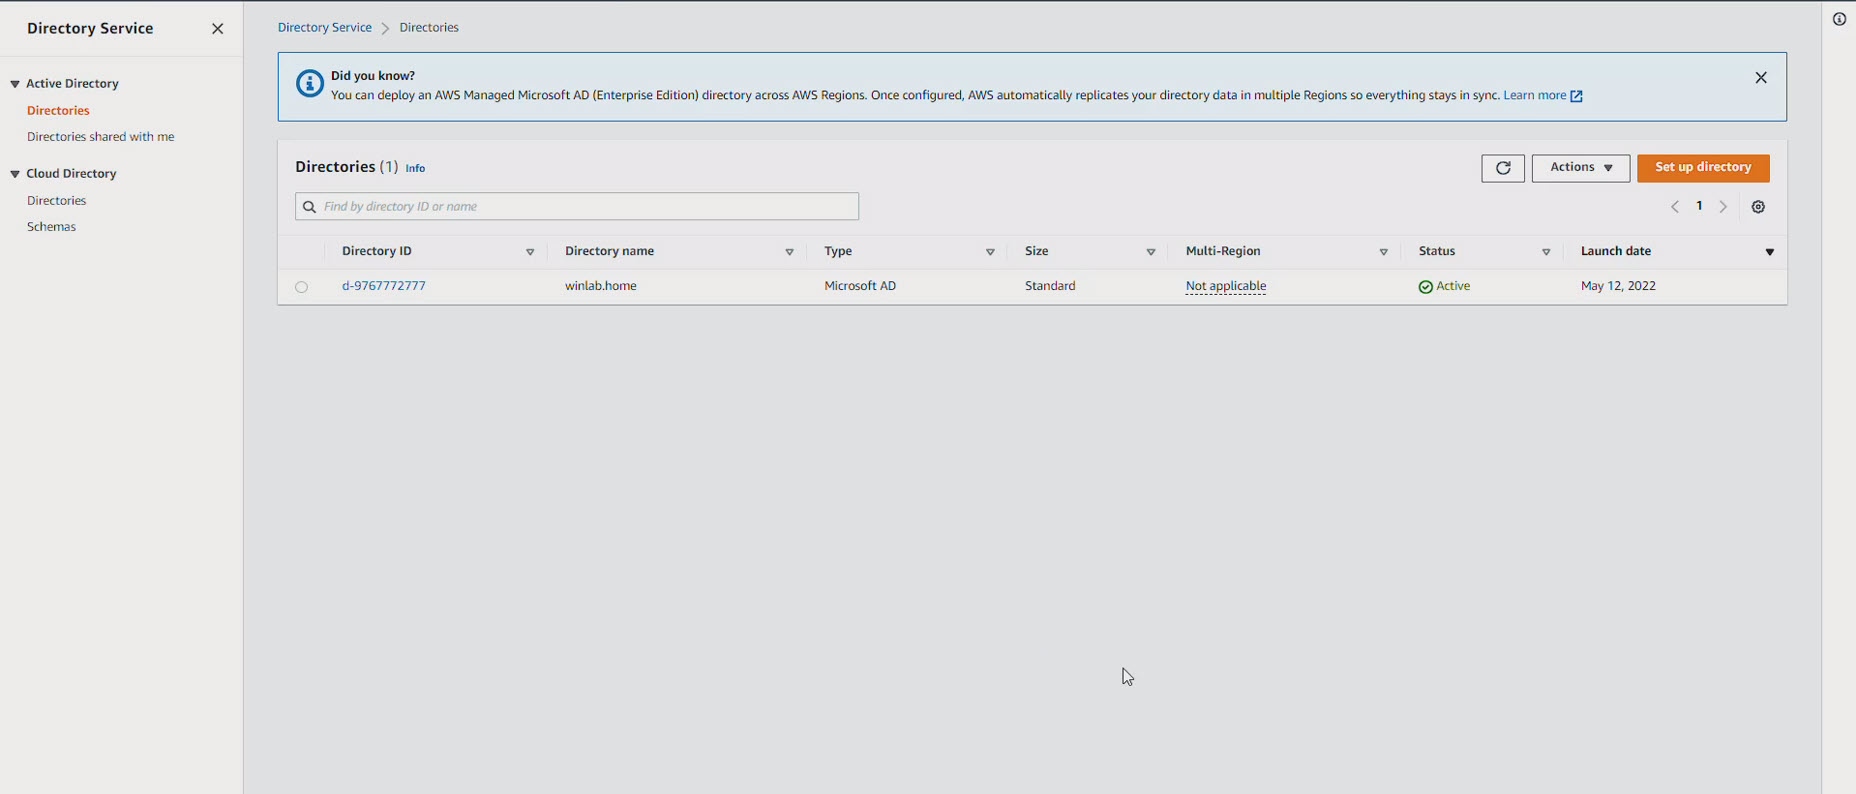 Directory Service
Active Directory
Directories
Directories shared with me
Cloud Directory
Directories
Schemas
Directory Service Directories
Did you know?
You can deploy an AWS Managed Microsoft AD (Enterprise Edition) directory across AWS Regions. Once configured, AWS automatically replicates your directory data in multiple Regions so everything stays in sync. Learn more
Directories (1) Info
Actions
Set up directory
Find by directory ID or name
1
Directory ID Directory name Type Size Multi-Region Status Launch date
d-9767772777 winlab.home Microsoft AD Standard Not applicable Active May 12, 2022